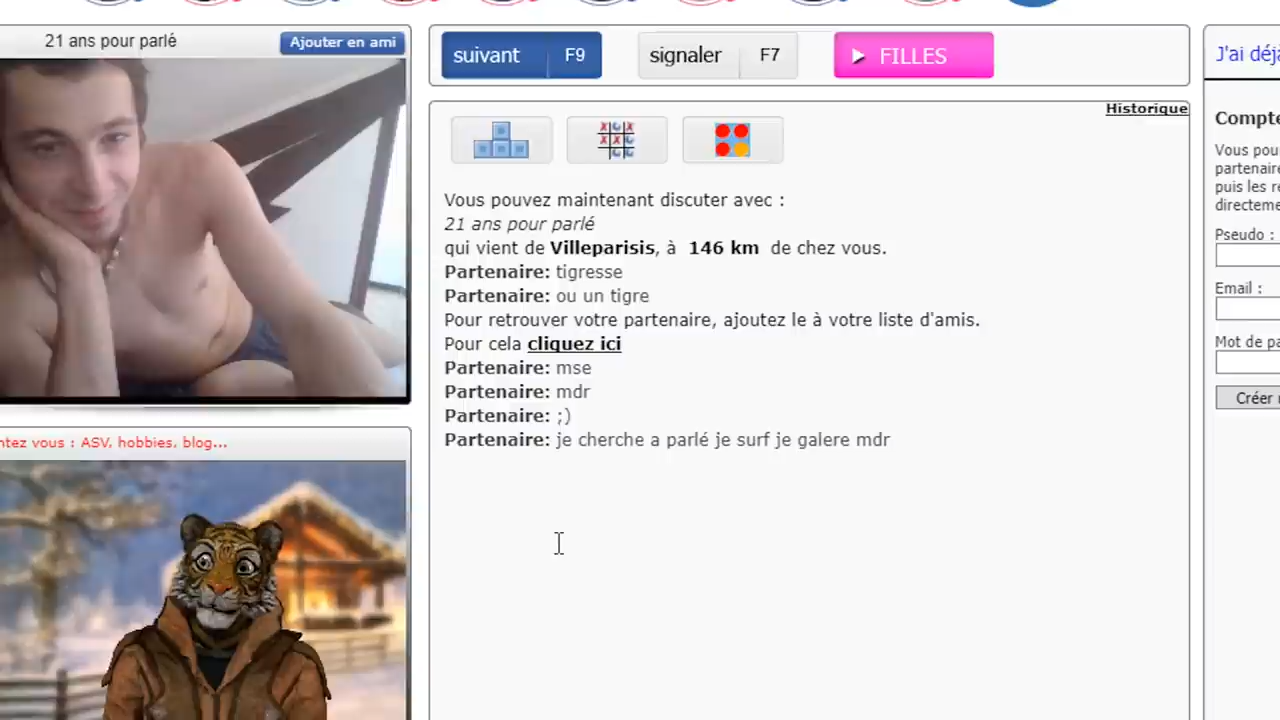 21 ans pour parlé
Ajouter en ami
suivant F9
signaler F7
FILLES
Historique
Vous pouvez maintenant discuter avec :
21 ans pour parlé
qui vient de Villeparisis, à 146 km de chez vous.
Partenaire: tigresse
Partenaire: ou un tigre
Pour retrouver votre partenaire, ajoutez le à votre liste d'amis.
Pour cela cliquez ici
Partenaire: mse
Partenaire: mdr
Partenaire: ;)
Partenaire: je cherche a parlé je surf je galere mdr
ntez vous : ASV, hobbies, blog...
J'ai déjà
Compte
Vous pou
partenaire
puis les re
directeme
Pseudo :
Email :
Mot de pa
Créer